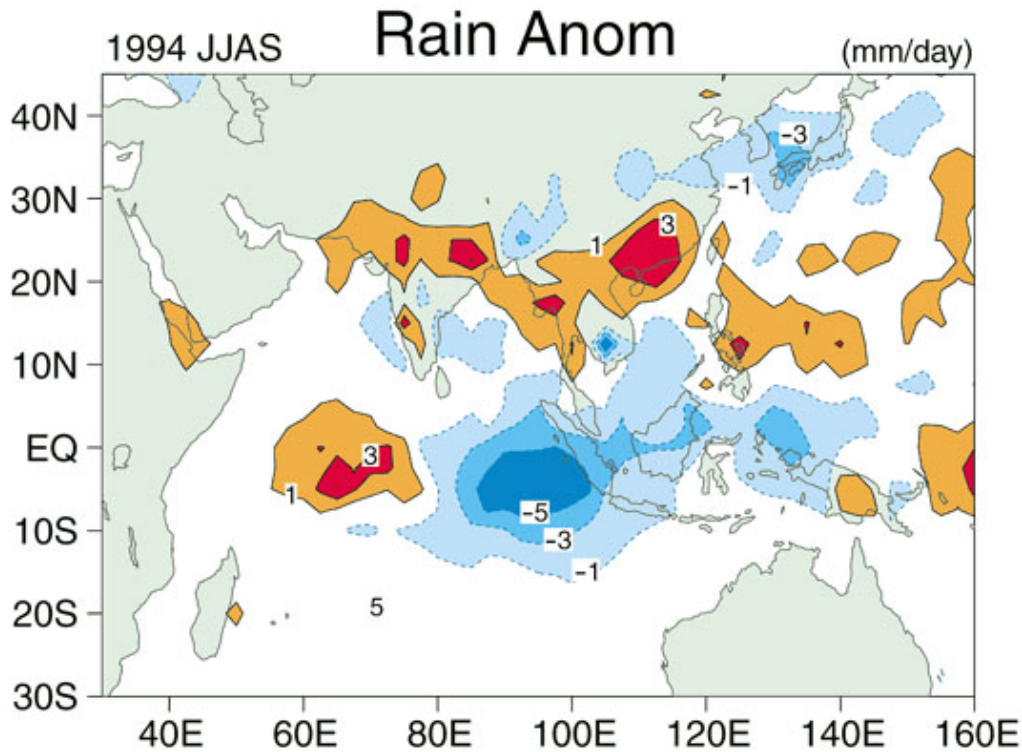 Rain Anom
1994 JJAS
(mm/day)
40N
30N
20N
10N
EQ
10S
20S
30S
-3
-1
3
1
3
1
-5
-3
-1
5
40E
60E
80E
100E
120E
140E
160E